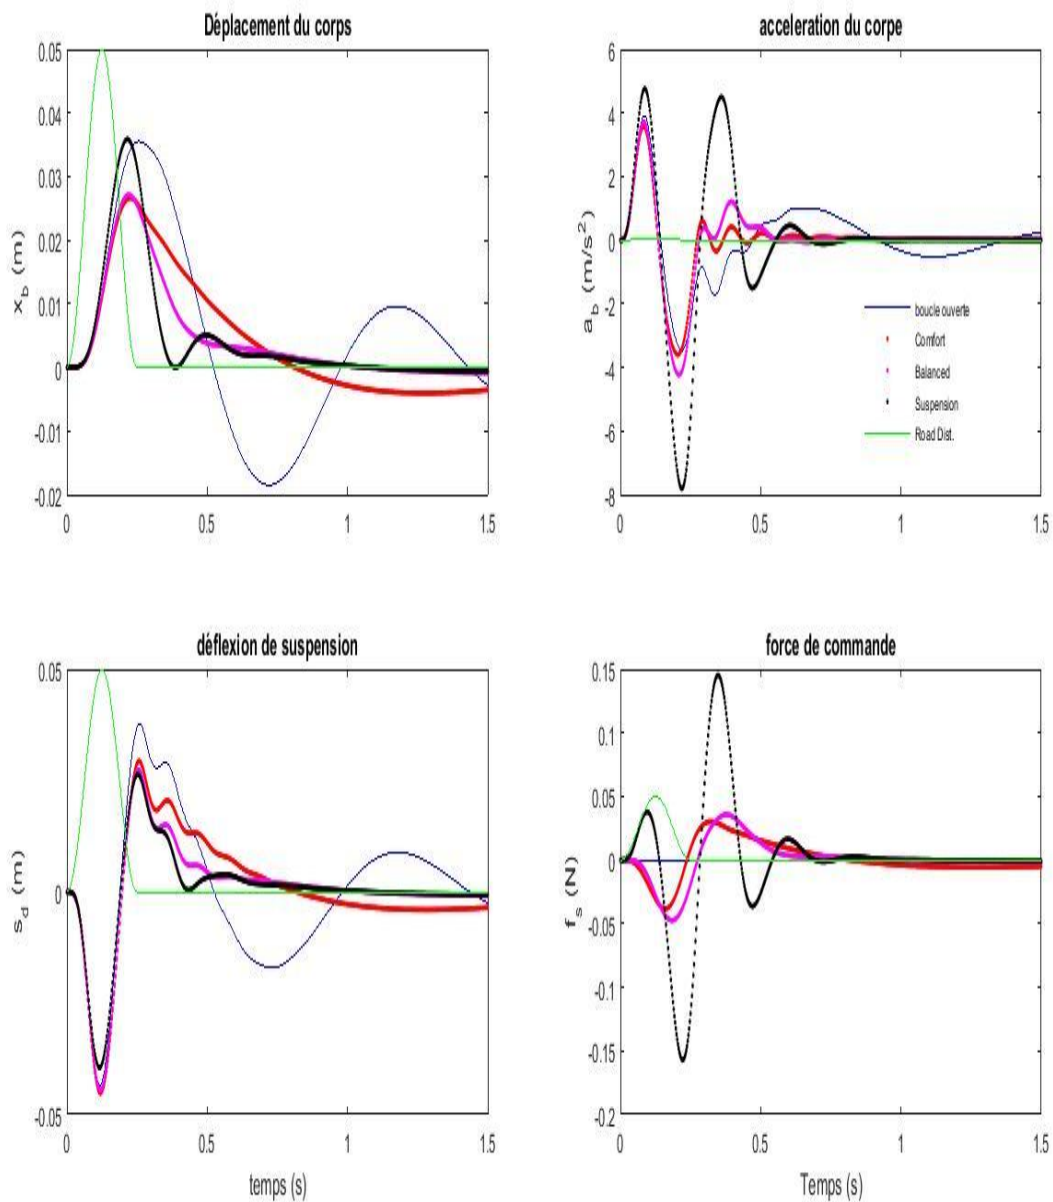 Déplacement du corps
0.05
0.04
0.03
0.02
0.01
0
-0.01
-0.02
x_b (m)
0 0.5 1 1.5
acceleration du corpe
6
4
2
0
-2
-4
-6
-8
a_b (m/s²)
boucle ouverte
Comfort
Balanced
Suspension
Road Dist.
0 0.5 1 1.5
déflexion de suspension
0.05
0
-0.05
s_d (m)
0 0.5 1 1.5
temps (s)
force de commande
0.15
0.1
0.05
0
-0.05
-0.1
-0.15
-0.2
f_s (N)
0 0.5 1 1.5
Temps (s)